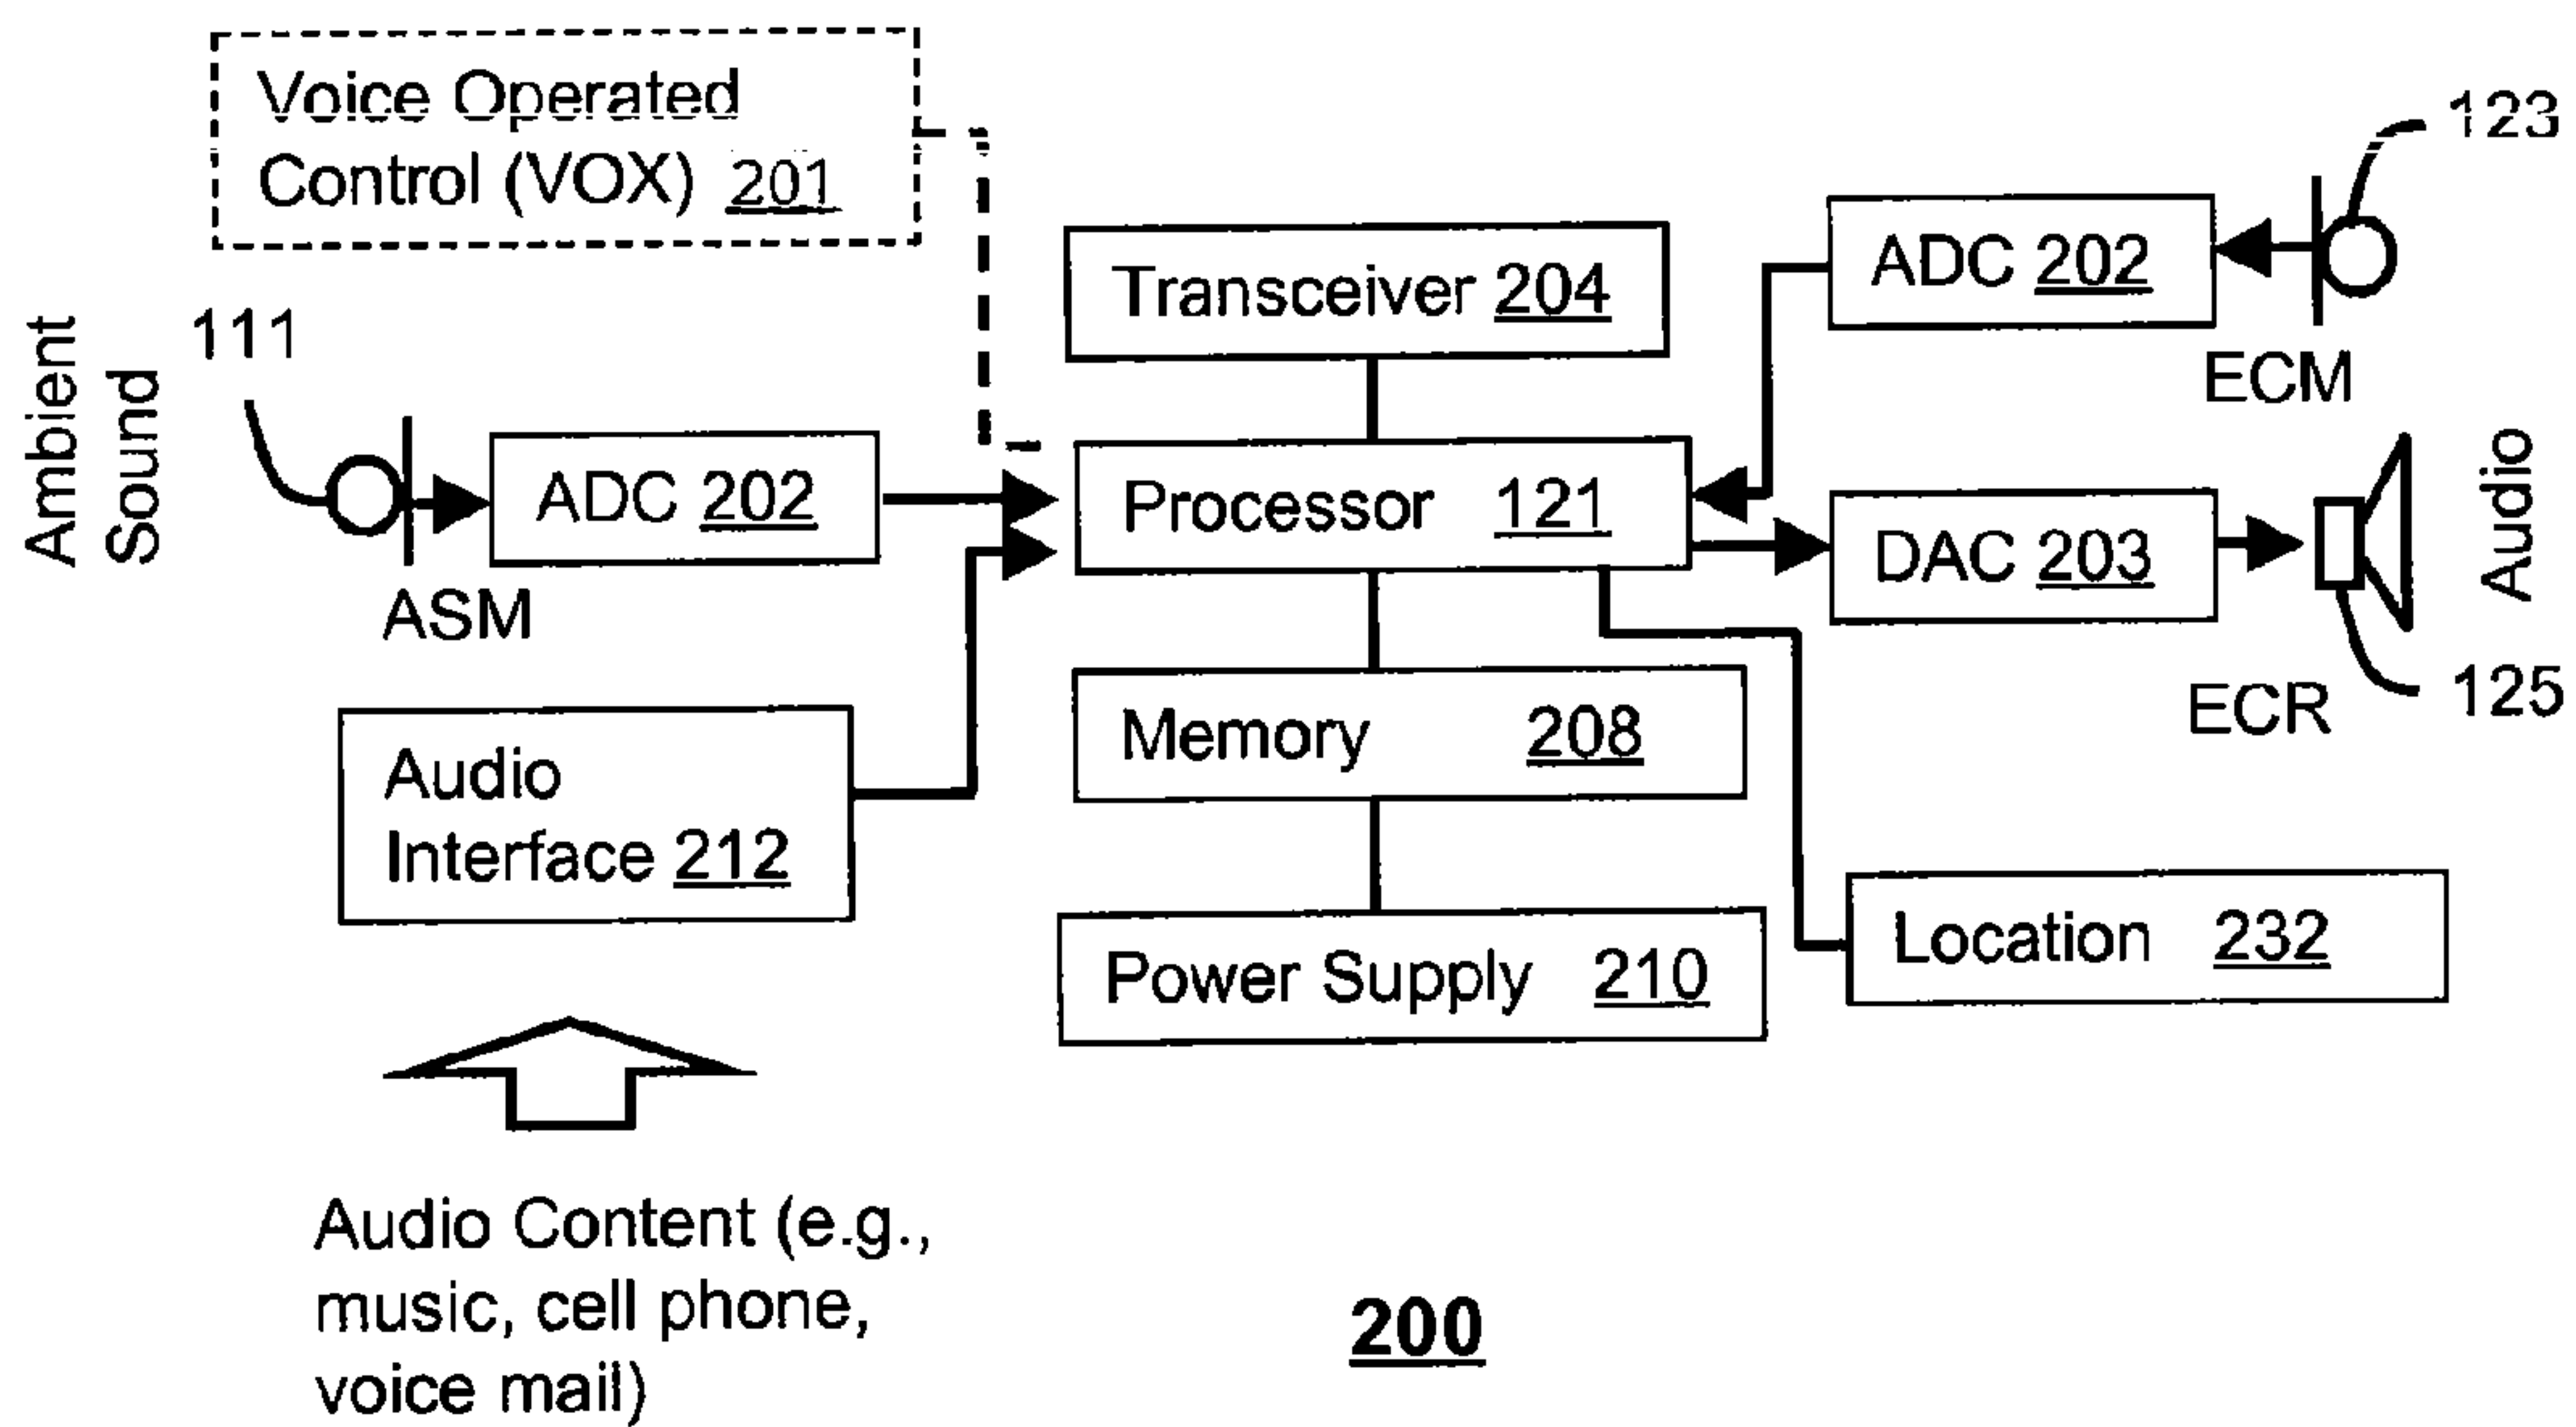 Voice Operated
Control (VOX) 201
123
ADC 202
Transceiver 204
ECM
111
Ambient
Sound
ADC 202
ASM
Processor 121
DAC 203
Audio
ECR
125
Memory 208
Audio
Interface 212
Location 232
Power Supply 210
Audio Content (e.g.,
music, cell phone,
voice mail)
200